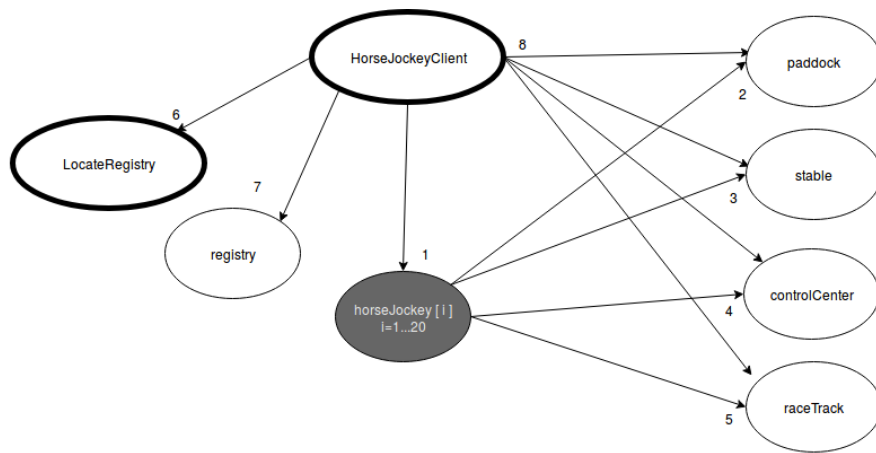 HorseJockeyClient
8
paddock
2
6
LocateRegistry
stable
3
7
registry
1
controlCenter
horseJockey [ i ]
i=1...20
4
raceTrack
5